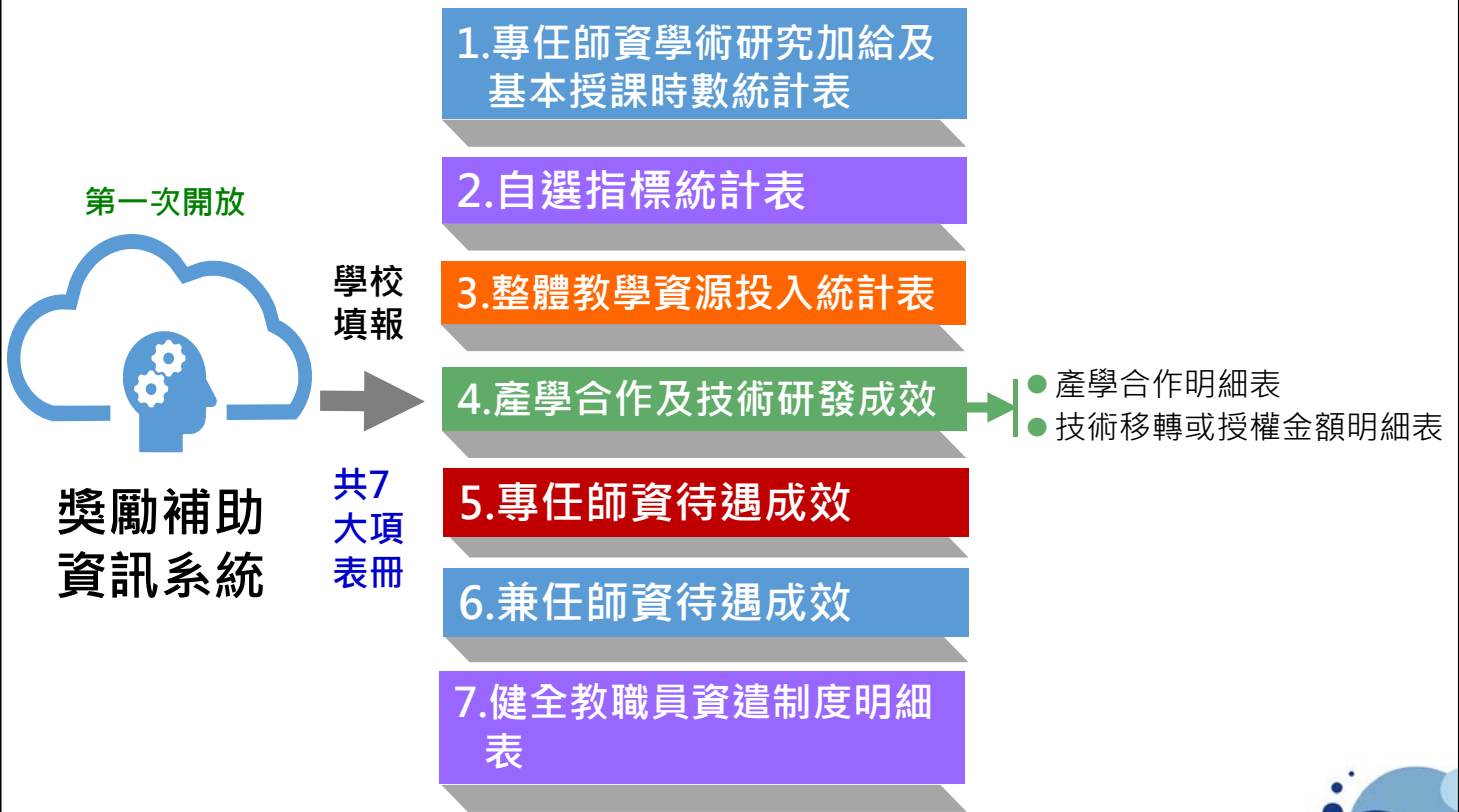 第一次開放
獎勵補助
資訊系統
學校
填報
共7
大項
表冊
1.專任師資學術研究加給及
基本授課時數統計表
2.自選指標統計表
3.整體教學資源投入統計表
4.產學合作及技術研發成效
● 產學合作明細表
● 技術移轉或授權金額明細表
5.專任師資待遇成效
6.兼任師資待遇成效
7.健全教職員資遣制度明細
表